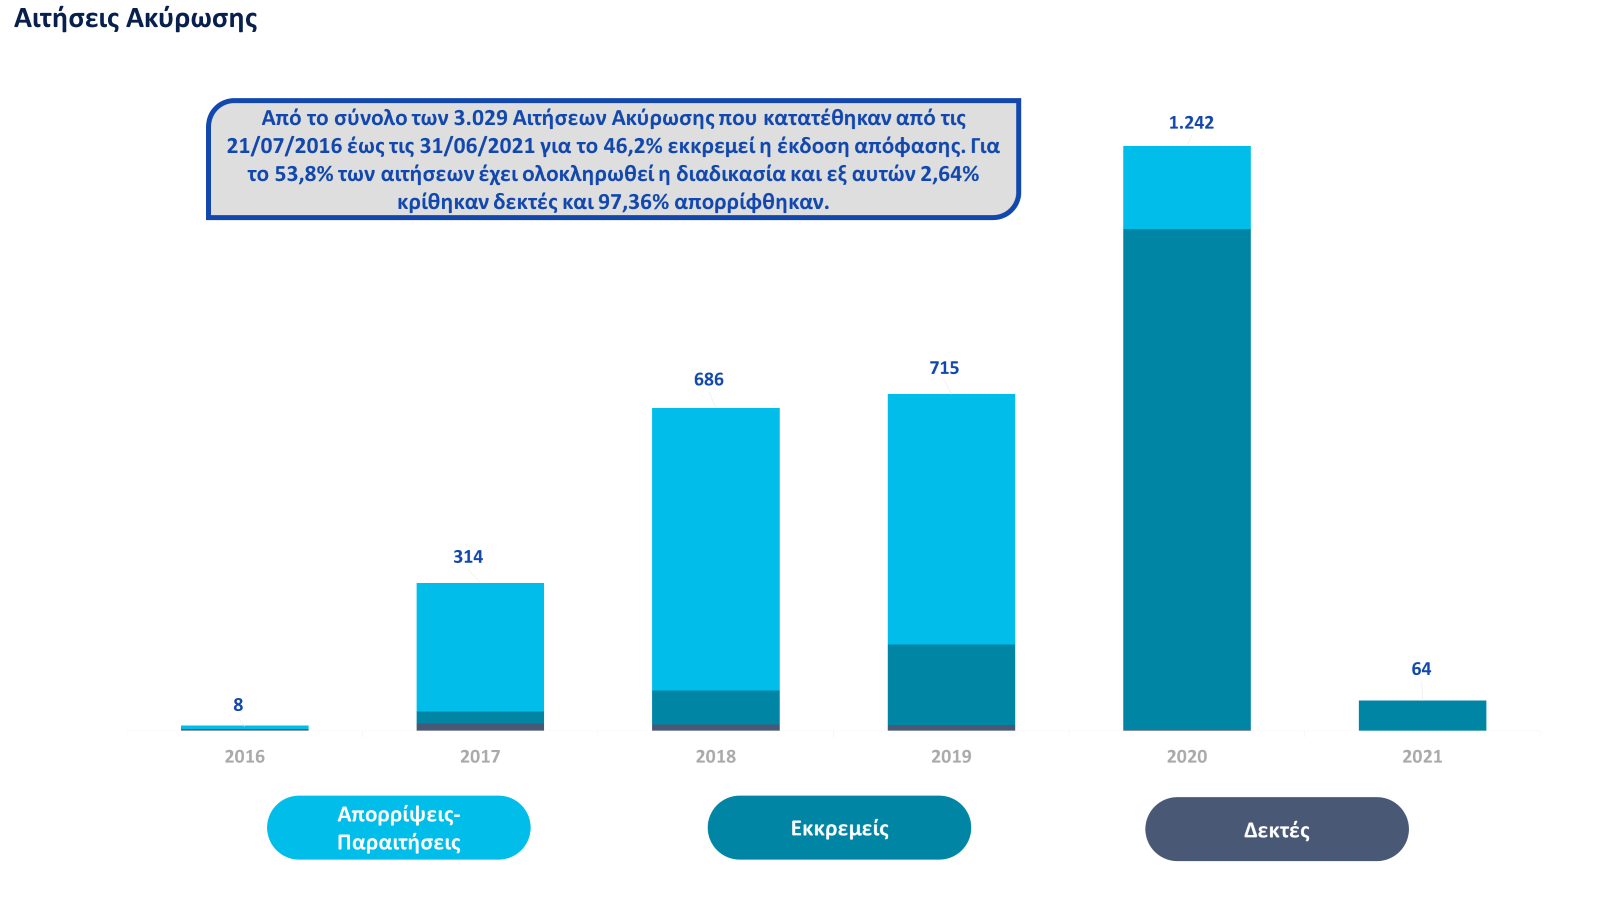 Αιτήσεις Ακύρωσης
Από το σύνολο των 3.029 Αιτήσεων Ακύρωσης που κατατέθηκαν από τις
21/07/2016 έως τις 31/06/2021 για το 46,2% εκκρεμεί η έκδοση απόφασης. Για
το 53,8% των αιτήσεων έχει ολοκληρωθεί η διαδικασία και εξ αυτών 2,64%
κρίθηκαν δεκτές και 97,36% απορρίφθηκαν.
1.242
715
686
314
64
8
2016
2017
2018
2019
2020
2021
Απορρίψεις-
Παραιτήσεις
Εκκρεμείς
Δεκτές